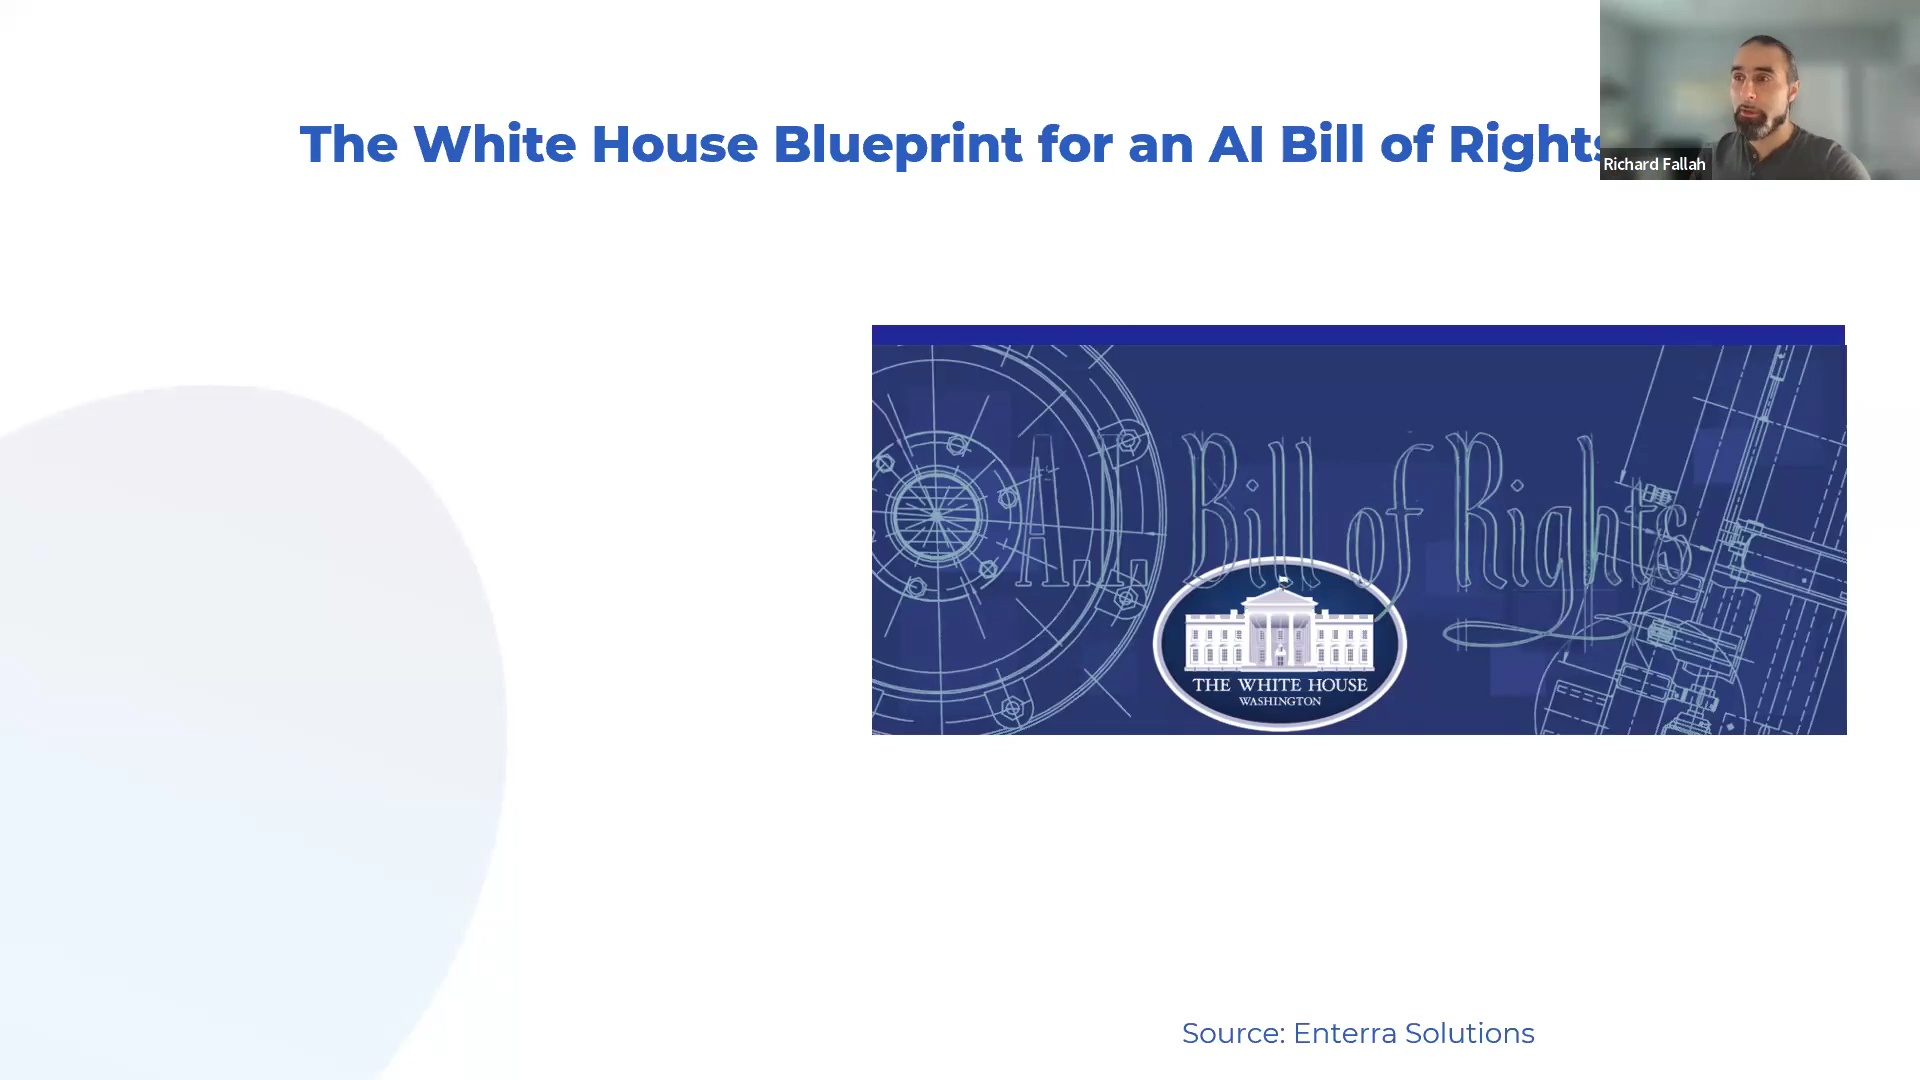 The White House Blueprint for an AI Bill of Rights
Richard Fallah
A.I. Bill of Rights
THE WHITE HOUSE
WASHINGTON
Source: Enterra Solutions